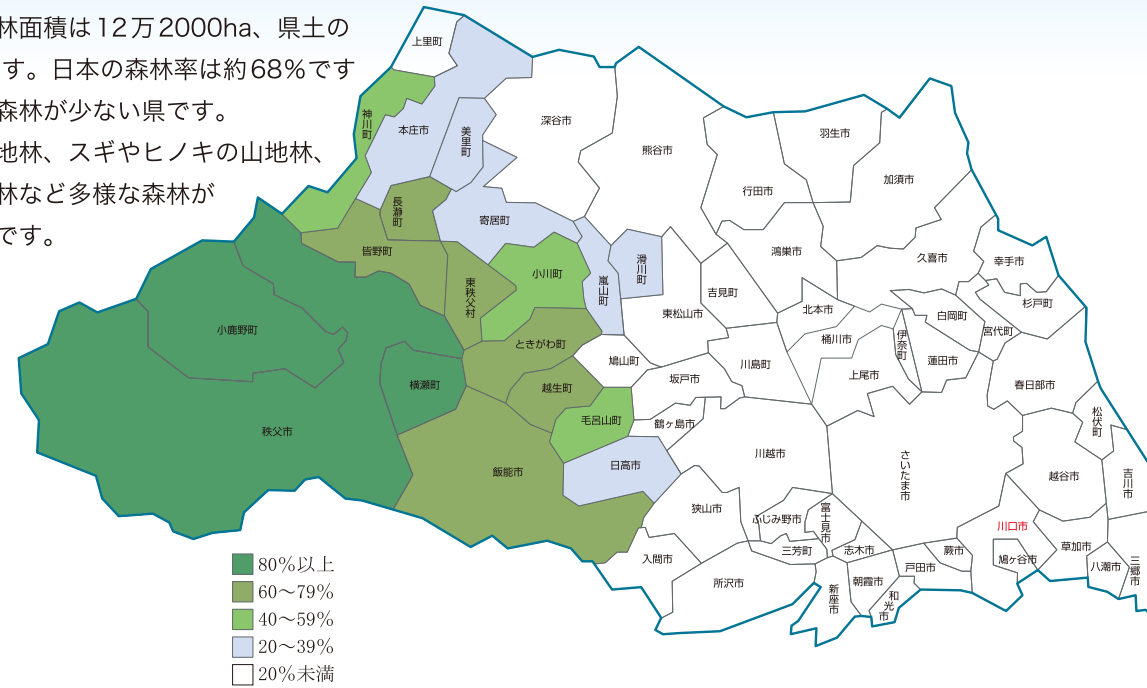 林面積は12万2000ha、県土の
す。日本の森林率は約68％です
森林が少ない県です。
地林、スギやヒノキの山地林、
林など多様な森林が
です。
上里町
神川町
本庄市
美里町
深谷市
熊谷市
行田市
羽生市
加須市
長瀞町
皆野町
寄居町
小川町
東秩父村
嵐山町
滑川町
東松山市
吉見町
鴻巣市
北本市
桶川市
久喜市
幸手市
杉戸町
白岡町
宮代町
伊奈町
蓮田市
上尾市
春日部市
松伏町
小鹿野町
横瀬町
秩父市
ときがわ町
越生町
毛呂山町
鳩山町
坂戸市
川島町
鶴ヶ島市
日高市
飯能市
川越市
さいたま市
越谷市
吉川市
狭山市
ふじみ野市
富士見市
三芳町
志木市
入間市
所沢市
新座市
朝霞市
和光市
戸田市
蕨市
川口市
鳩ヶ谷市
草加市
八潮市
三郷市
80％以上
60～79％
40～59％
20～39％
20％未満